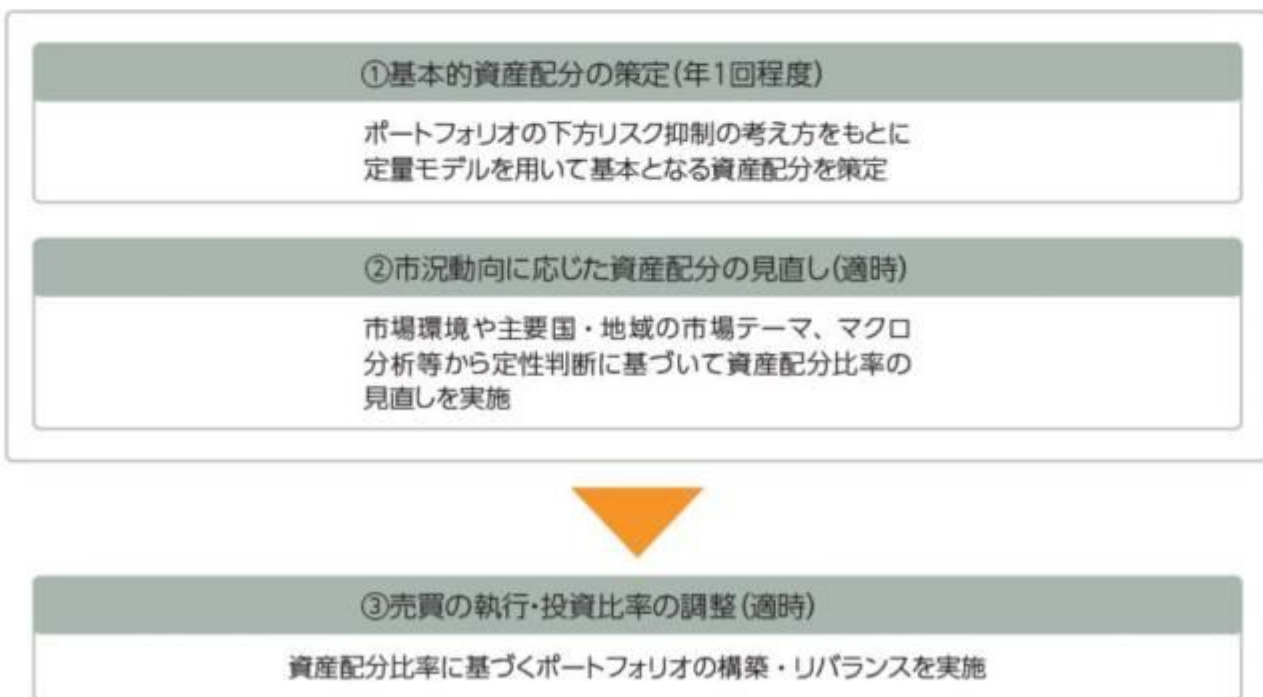 ①基本的資産配分の策定(年1回程度)
ポートフォリオの下方リスク抑制の考え方をもとに
定量モデルを用いて基本となる資産配分を策定
②市況動向に応じた資産配分の見直し(適時)
市場環境や主要国・地域の市場テーマ、マクロ
分析等から定性判断に基づいて資産配分比率の
見直しを実施
③売買の執行・投資比率の調整(適時)
資産配分比率に基づくポートフォリオの構築・リバランスを実施